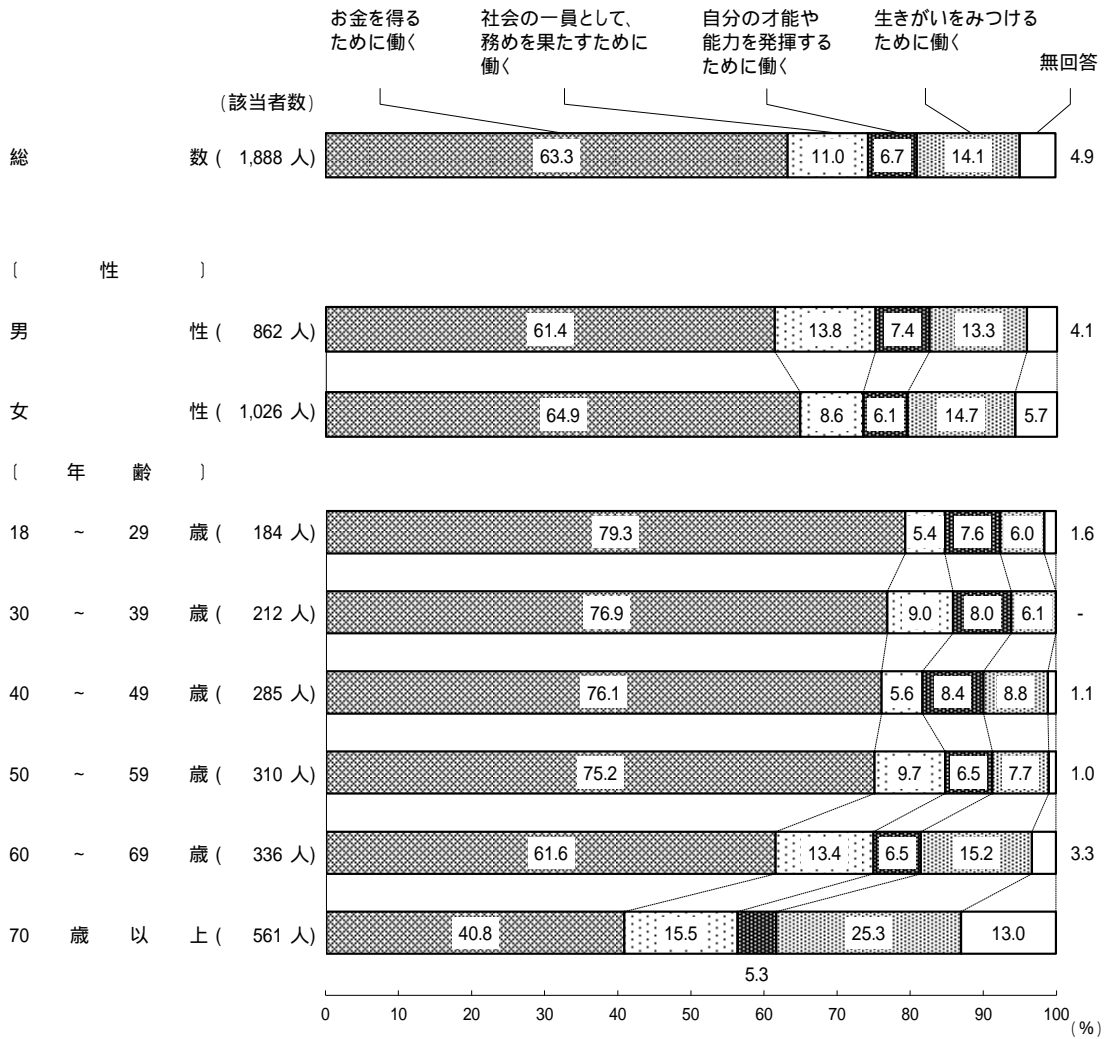 お金を得る
ために働く
社会の一員として、
務めを果たすために
働く
自分の才能や
能力を発揮する
ために働く
生きがいをみつける
ために働く
無回答
(該当者数)
総 数 ( 1,888 人) 63.3 11.0 6.7 14.1 4.9
〔 性 〕
男 性 ( 862 人) 61.4 13.8 7.4 13.3 4.1
女 性 ( 1,026 人) 64.9 8.6 6.1 14.7 5.7
〔 年 齢 〕
18 ~ 29 歳 ( 184 人) 79.3 5.4 7.6 6.0 1.6
30 ~ 39 歳 ( 212 人) 76.9 9.0 8.0 6.1 -
40 ~ 49 歳 ( 285 人) 76.1 5.6 8.4 8.8 1.1
50 ~ 59 歳 ( 310 人) 75.2 9.7 6.5 7.7 1.0
60 ~ 69 歳 ( 336 人) 61.6 13.4 6.5 15.2 3.3
70 歳 以 上 ( 561 人) 40.8 15.5 25.3 13.0
5.3
0 10 20 30 40 50 60 70 80 90 100
(%)